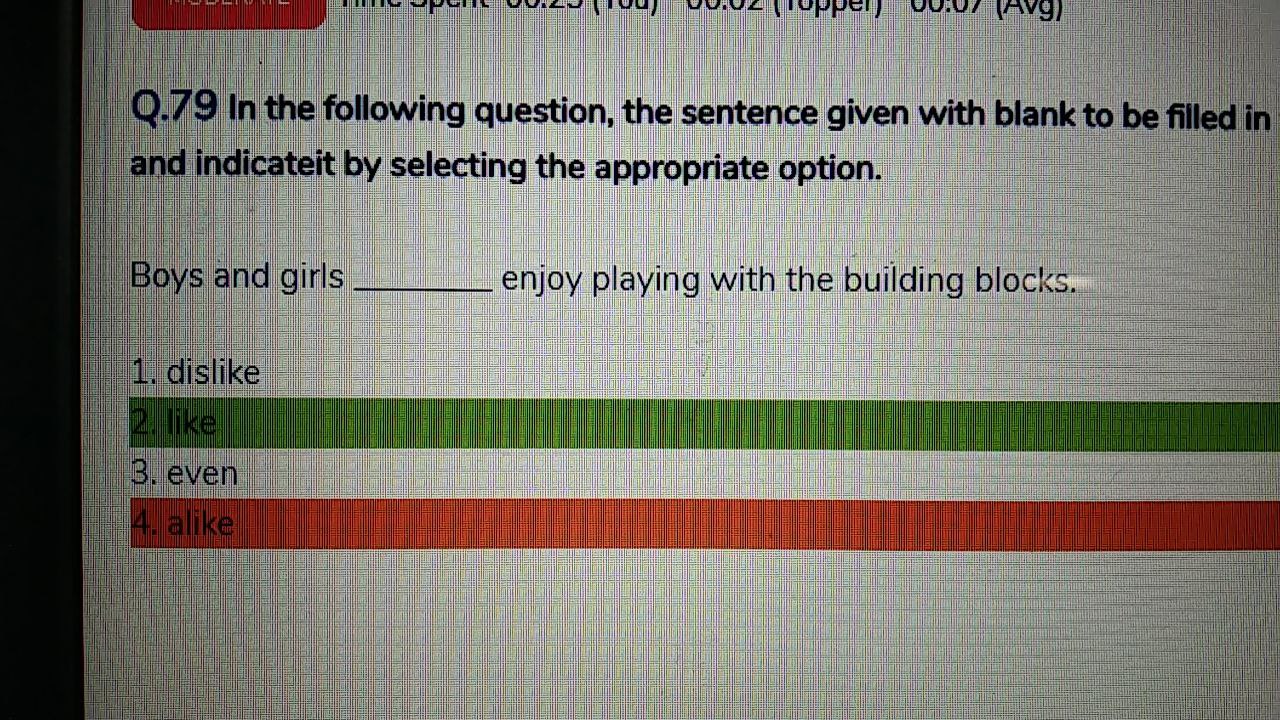 MODERATE
Time Spent 00:25 (You) 00:02 (Topper) 00:07 (Avg)
Q.79 In the following question, the sentence given with blank to be filled in
and indicateit by selecting the appropriate option.
Boys and girls ________ enjoy playing with the building blocks.
1. dislike
2. like
3. even
4. alike